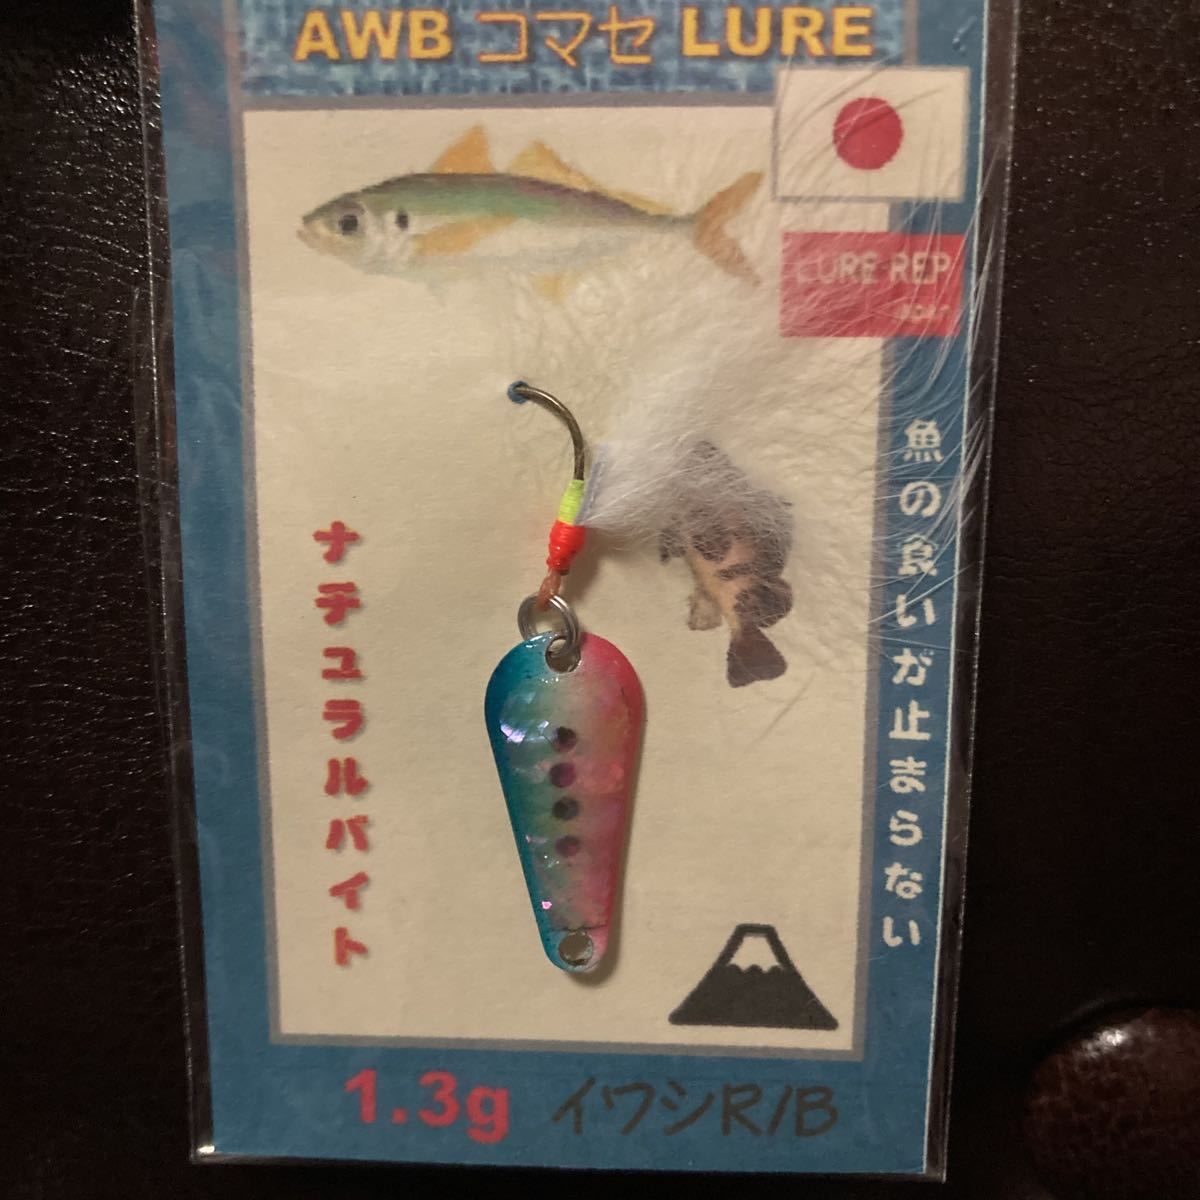 AWB コマセ LURE
LURE REP
ナチュラルバイト
魚の良いが止まらない
1.3g イワシR/B